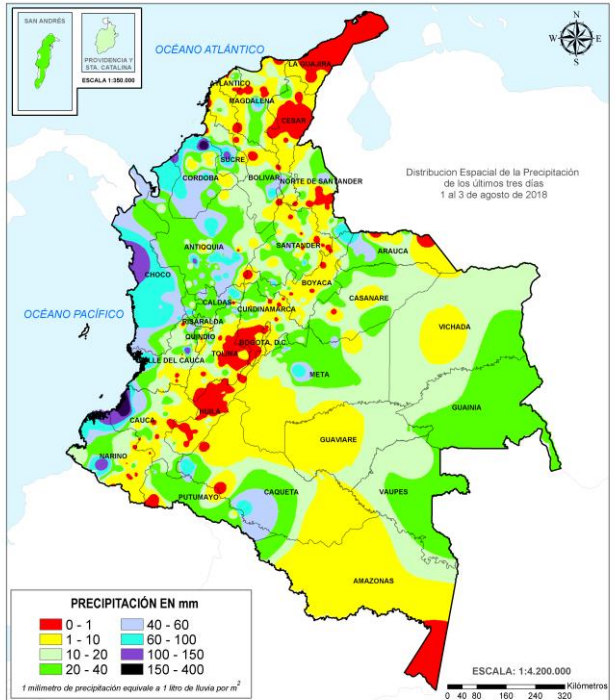 SAN ANDRÉS
PROVIDENCIA Y
STA. CATALINA
ESCALA 1:350.000
OCÉANO ATLÁNTICO
N
W
E
S
LA GUAJIRA
ATLANTICO
MAGDALENA
CESAR
Distribucion Espacial de la Precipitación
de los últimos tres días
1 al 3 de agosto de 2018
SUCRE
CORDOBA
BOLIVAR
NORTE DE SANTANDER
ANTIOQUIA
SANTANDER
ARAUCA
CHOCO
BOYACA
CASANARE
CALDAS
CUNDINAMARCA
OCÉANO PACÍFICO
RISARALDA
VICHADA
QUINDIO
BOGOTA, D.C.
TOLIMA
VALLE DEL CAUCA
META
HUILA
GUAINIA
CAUCA
GUAVIARE
NARINO
PUTUMAYO
CAQUETA
VAUPES
AMAZONAS
PRECIPITACIÓN EN mm
0 - 1
40 - 60
1 - 10
60 - 100
10 - 20
100 - 150
20 - 40
150 - 400
1 milimetro de precipitación equivale a 1 litro de lluvia por m²
ESCALA: 1:4.200.000
Kilómetros
0 40 80 160 240 320